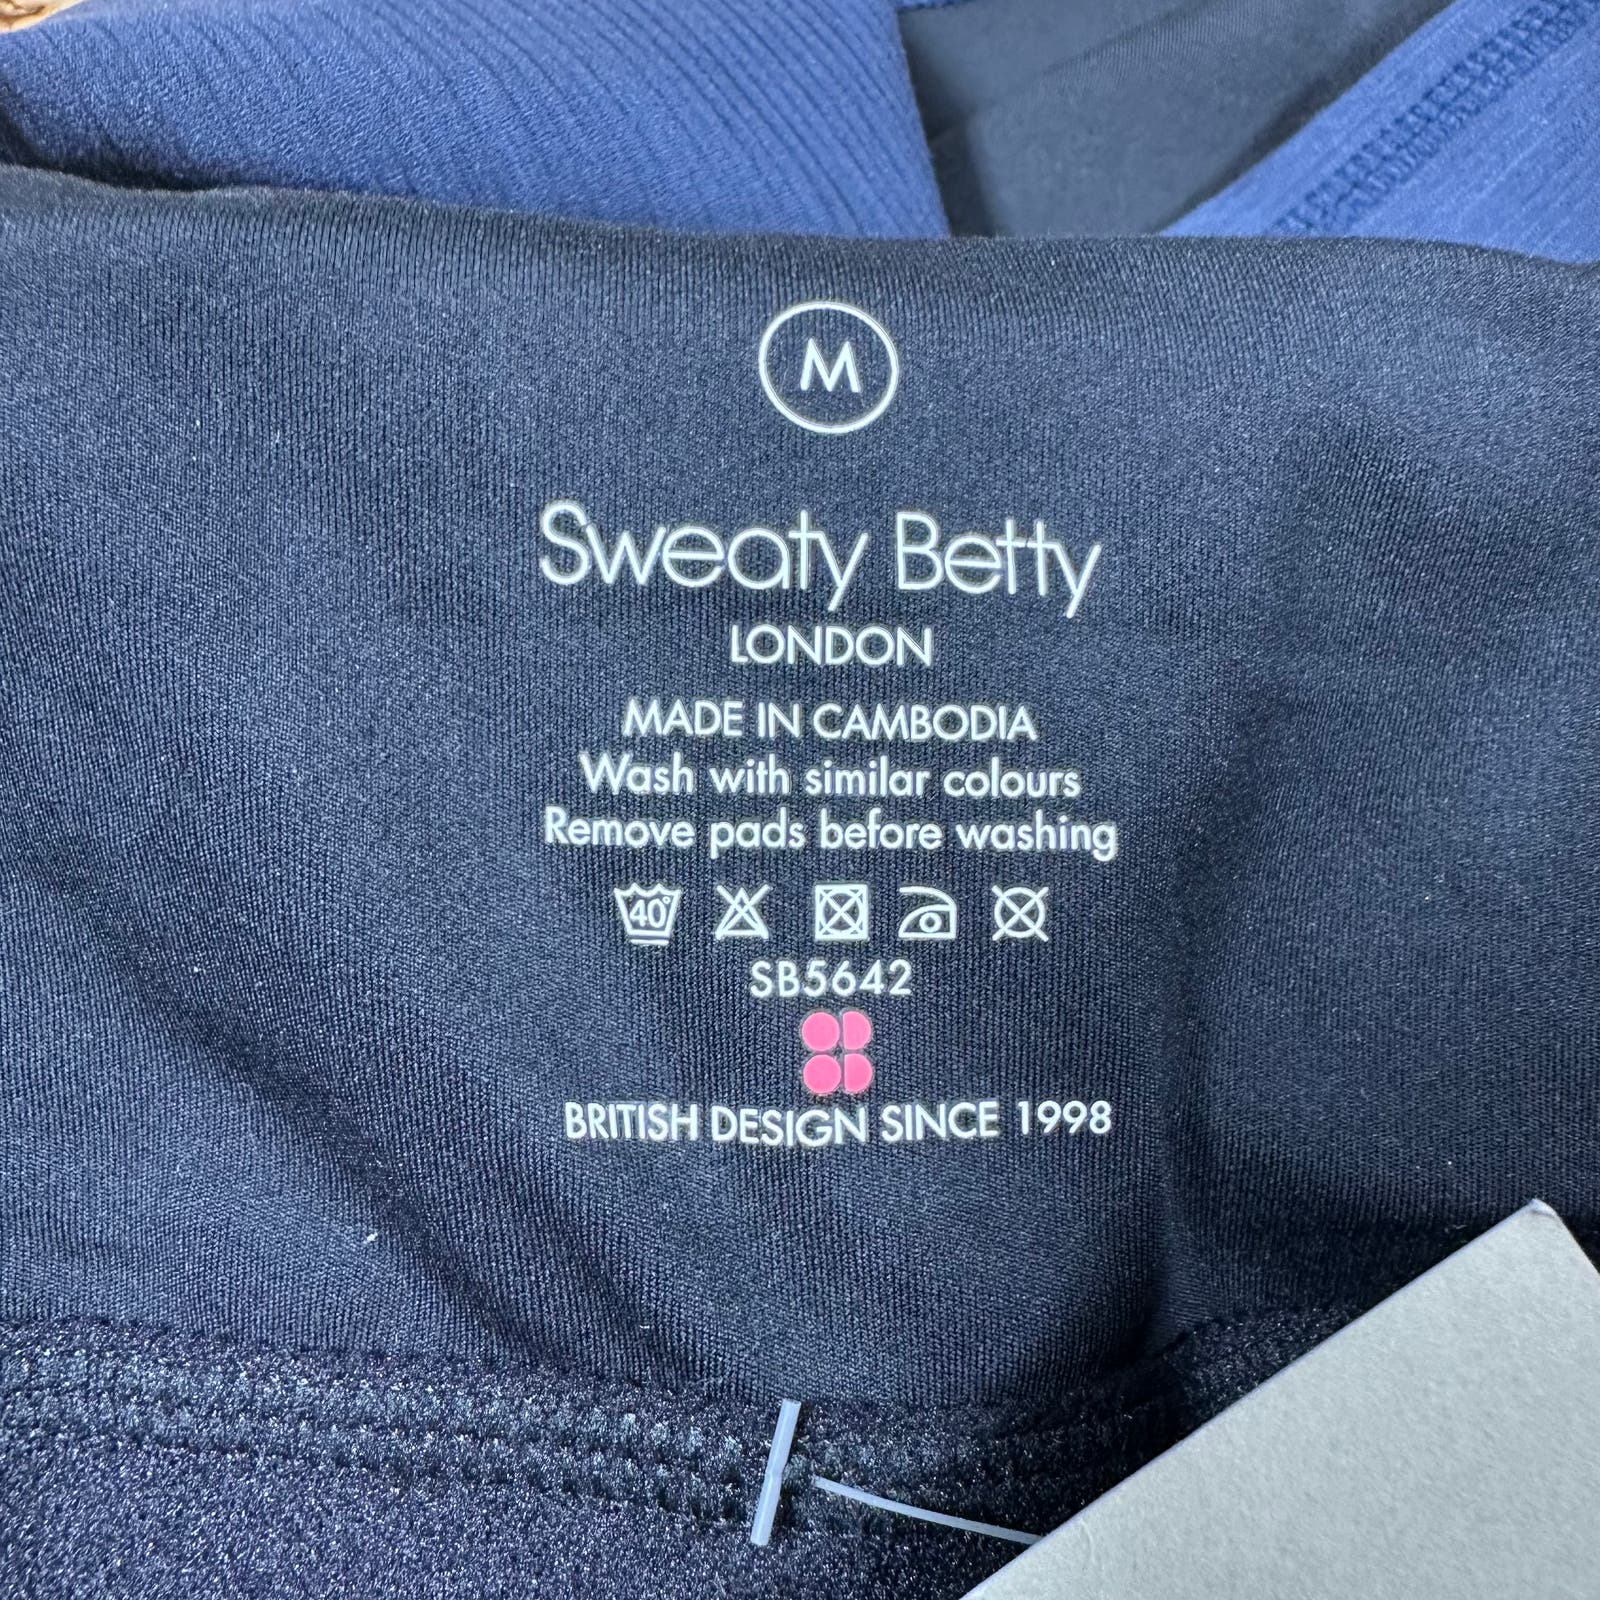 M
Sweaty Betty
LONDON
MADE IN CAMBODIA
Wash with similar colours
Remove pads before washing
40°
SB5642
BRITISH DESIGN SINCE 1998